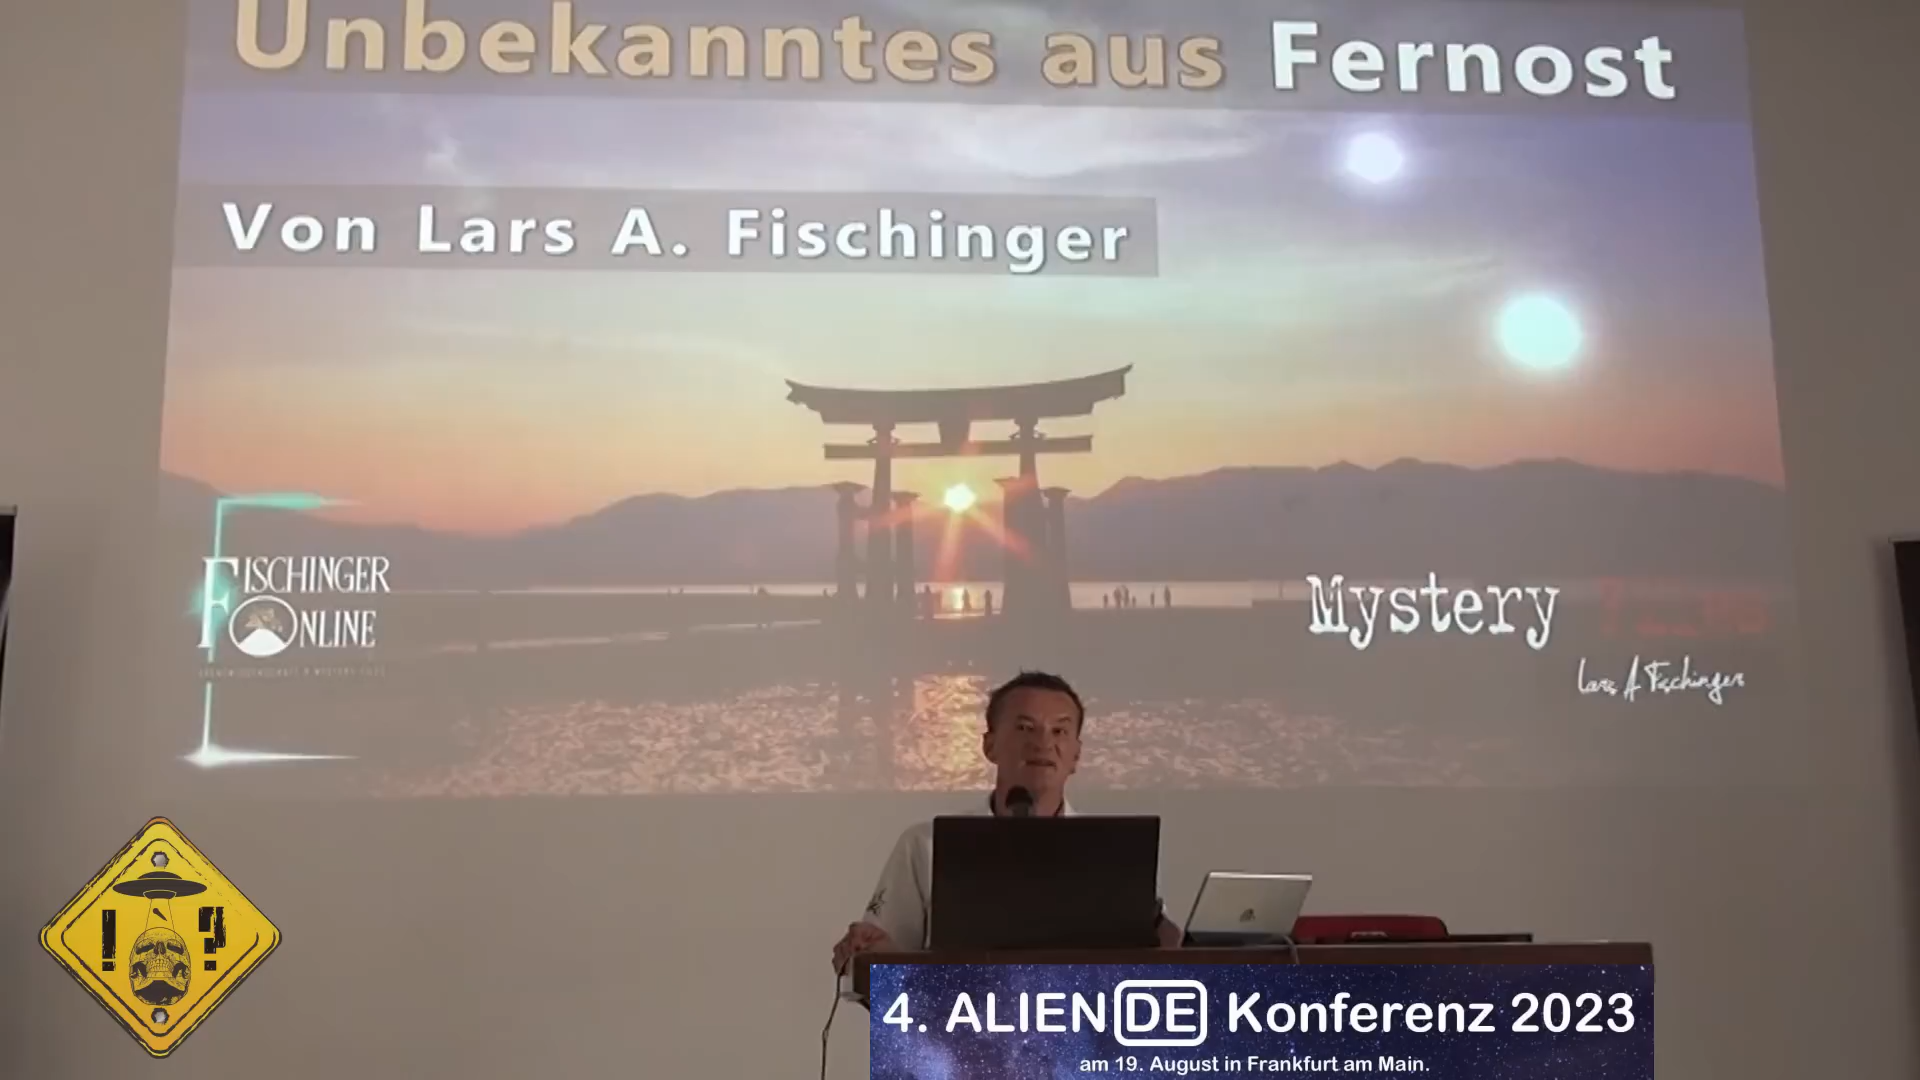 Unbekanntes aus Fernost
Von Lars A. Fischinger
FISCHINGER
ONLINE
Mystery
Lars A Fischinger
! ?
4. ALIEN DE Konferenz 2023
am 19. August in Frankfurt am Main.